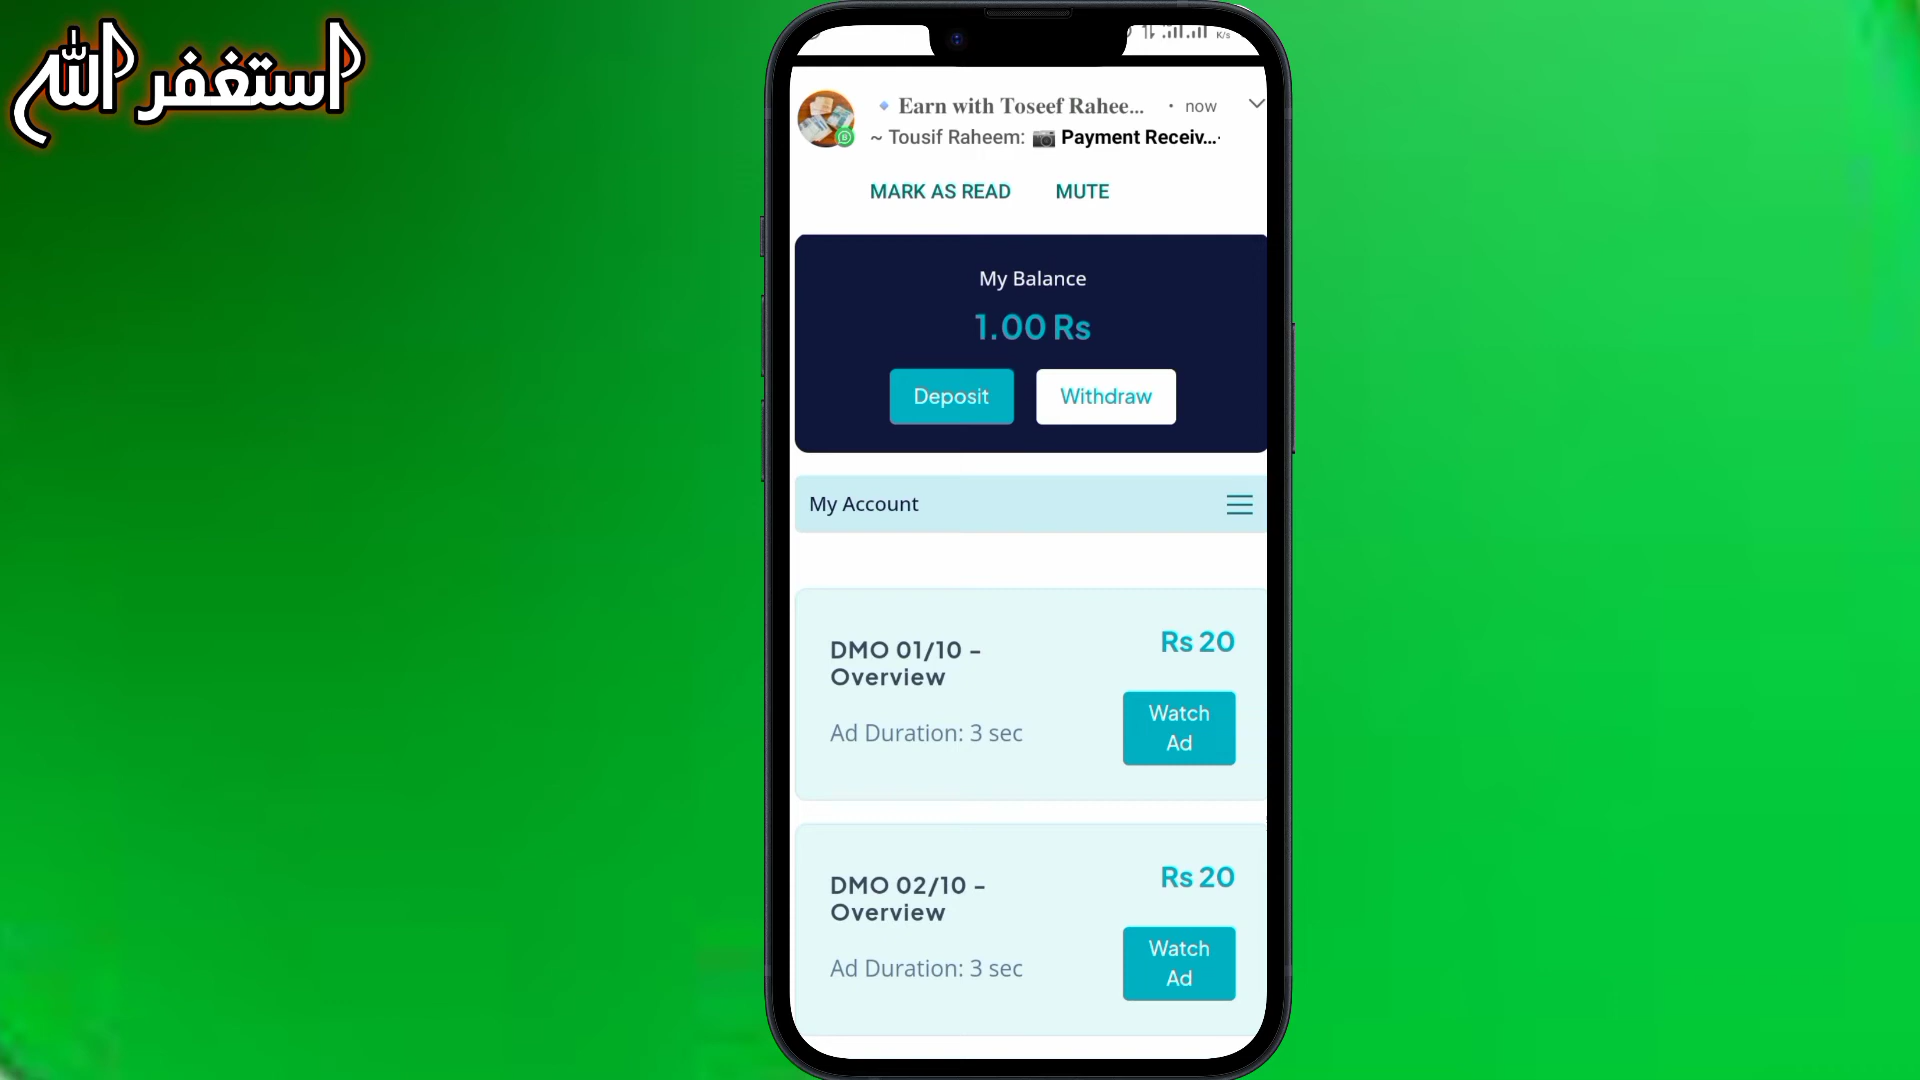 استغفر الله
K/s
Earn with Toseef Rahee... · now
~ Tousif Raheem: 📷 Payment Receiv...
MARK AS READ MUTE
My Balance
1.00 Rs
Deposit Withdraw
My Account
DMO 01/10 –
Overview
Rs 20
Ad Duration: 3 sec
Watch
Ad
DMO 02/10 –
Overview
Rs 20
Ad Duration: 3 sec
Watch
Ad